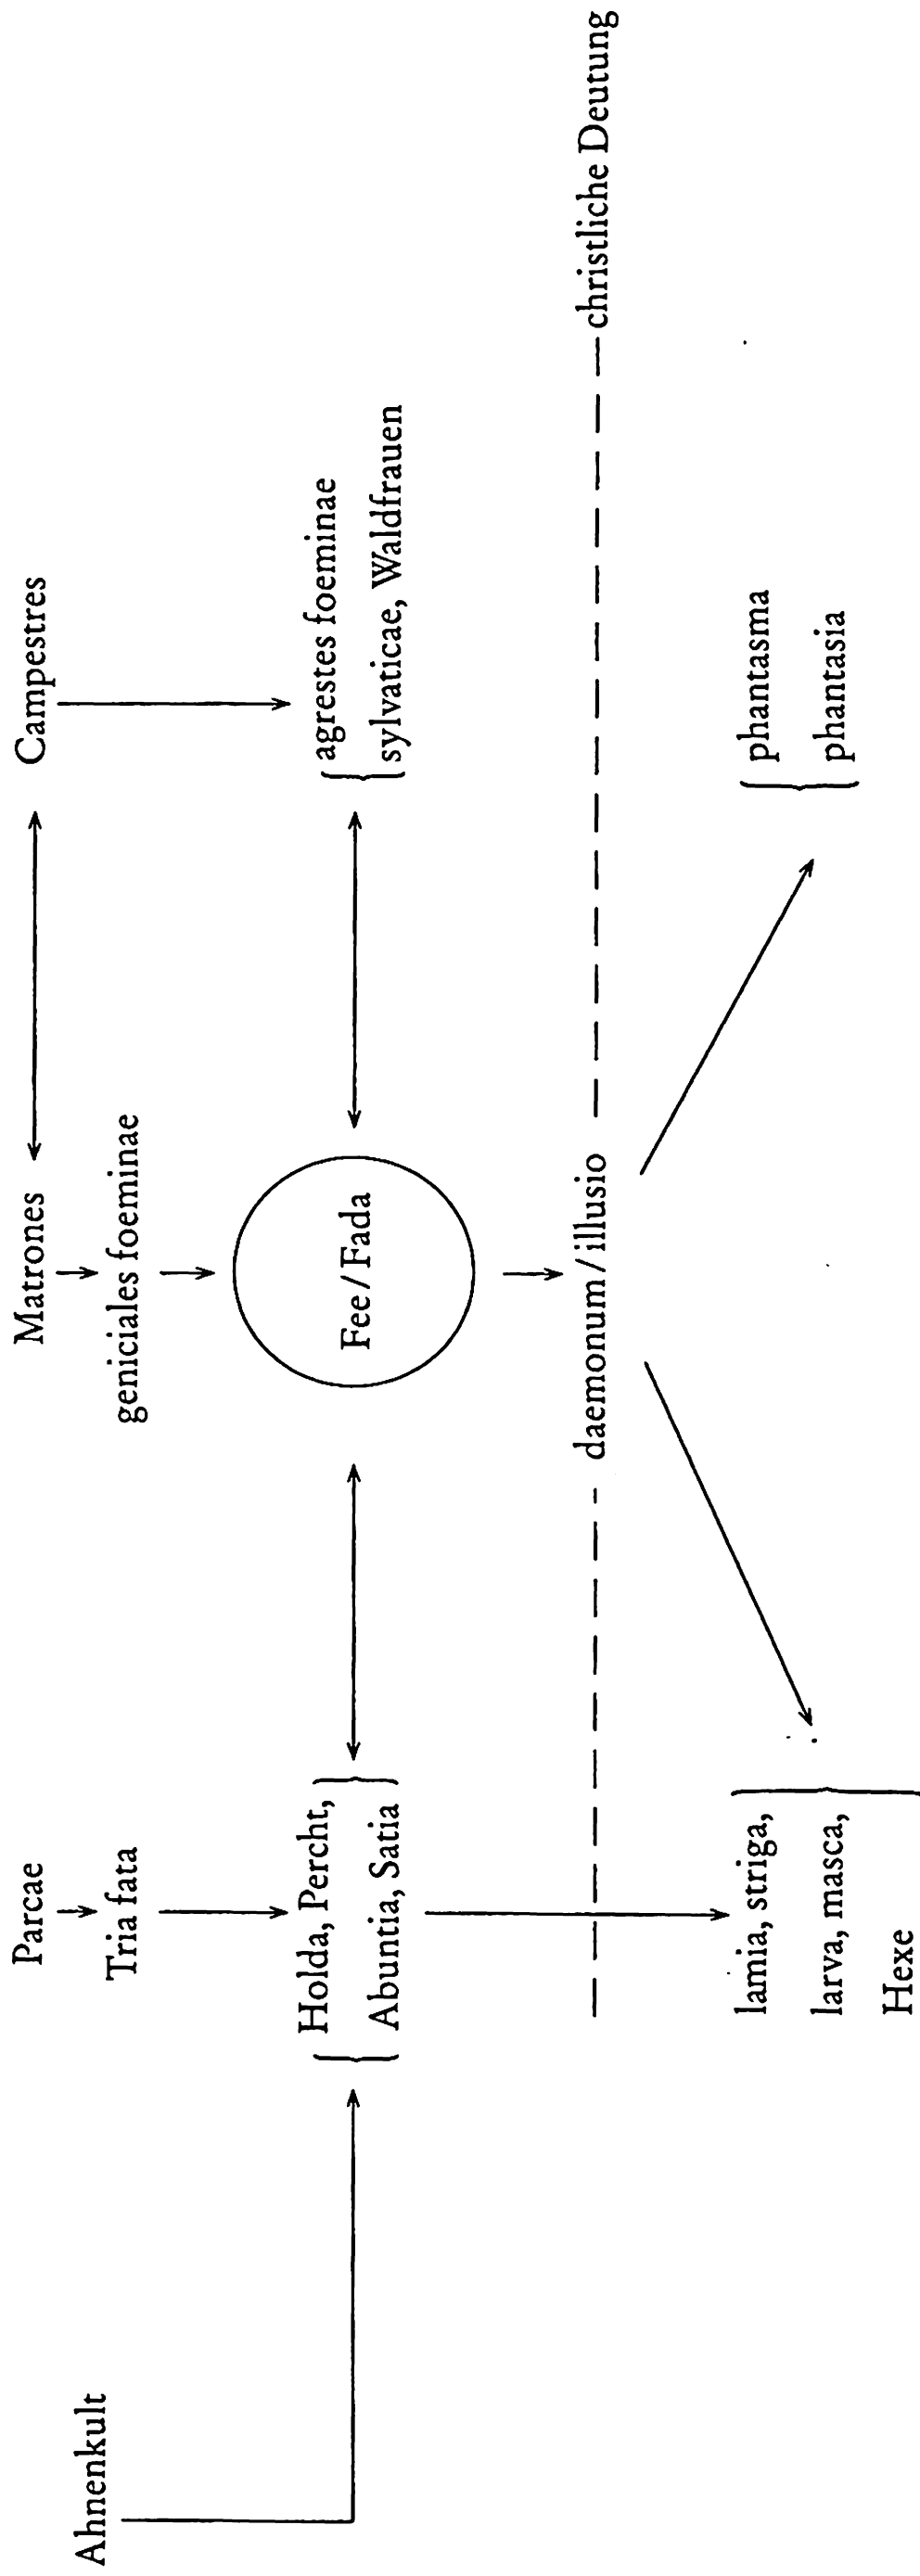 Ahnenkult
Parcae
Tria fata
Holda, Percht,
Abuntia, Satia
lamia, striga,
larva, masca,
Hexe
Matrones
geniciales foeminae
Fee / Fada
daemonum / illusio
Campestres
agrestes foeminae
sylvaticae, Waldfrauen
christliche Deutung
phantasma
phantasia